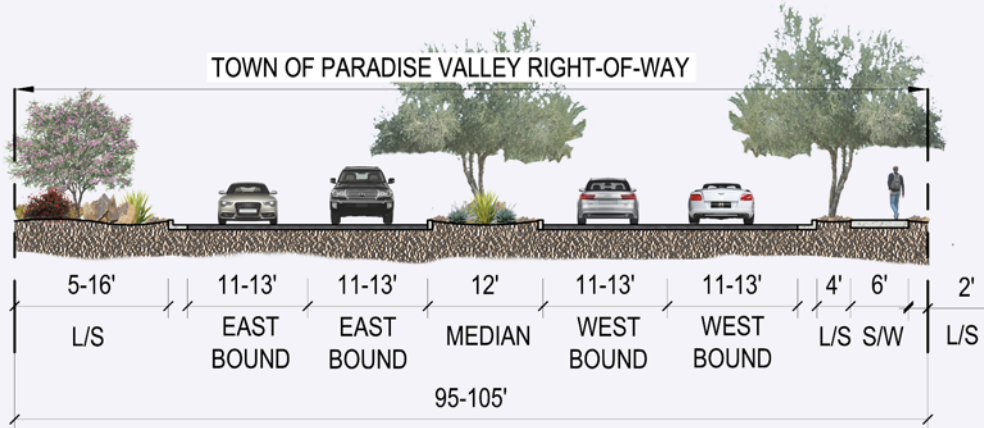 TOWN OF PARADISE VALLEY RIGHT-OF-WAY
5-16' 11-13' 11-13' 12' 11-13' 11-13' 4' 6' 2'
L/S EAST BOUND EAST BOUND MEDIAN WEST BOUND WEST BOUND L/S S/W L/S
95-105'